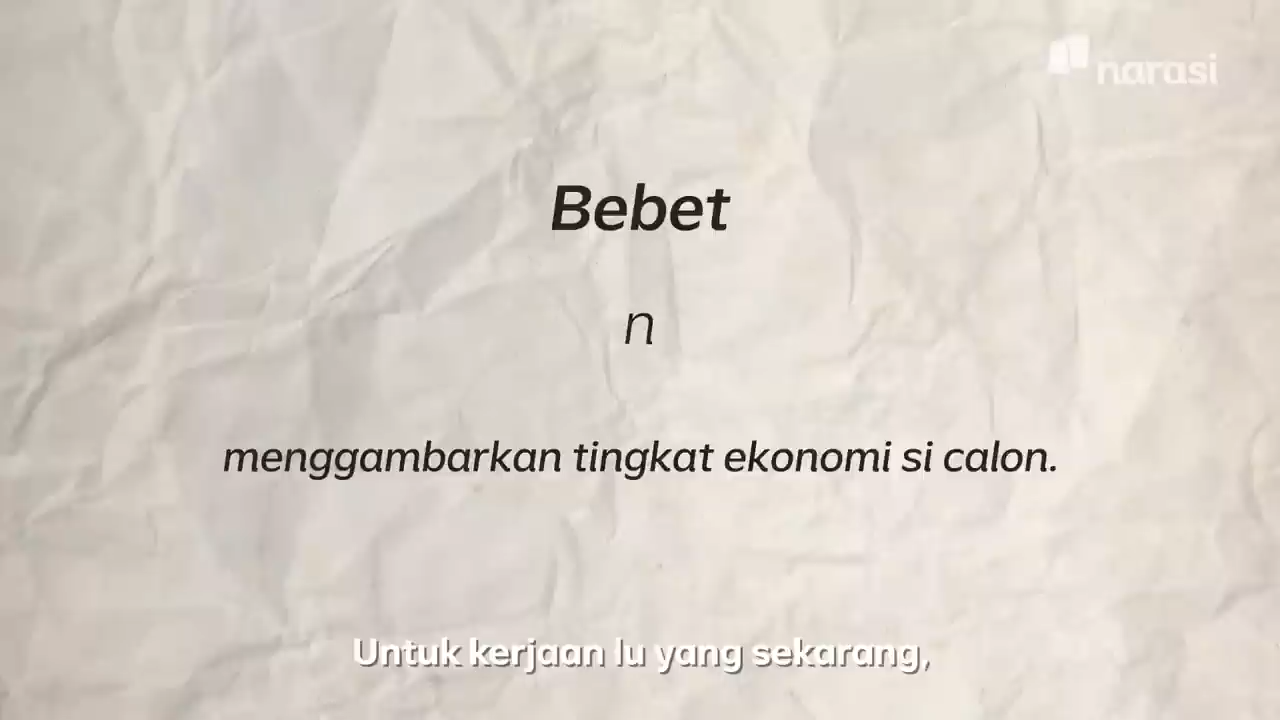 narasi
Bebet
n
menggambarkan tingkat ekonomi si calon.
Untuk kerjaan lu yang sekarang,